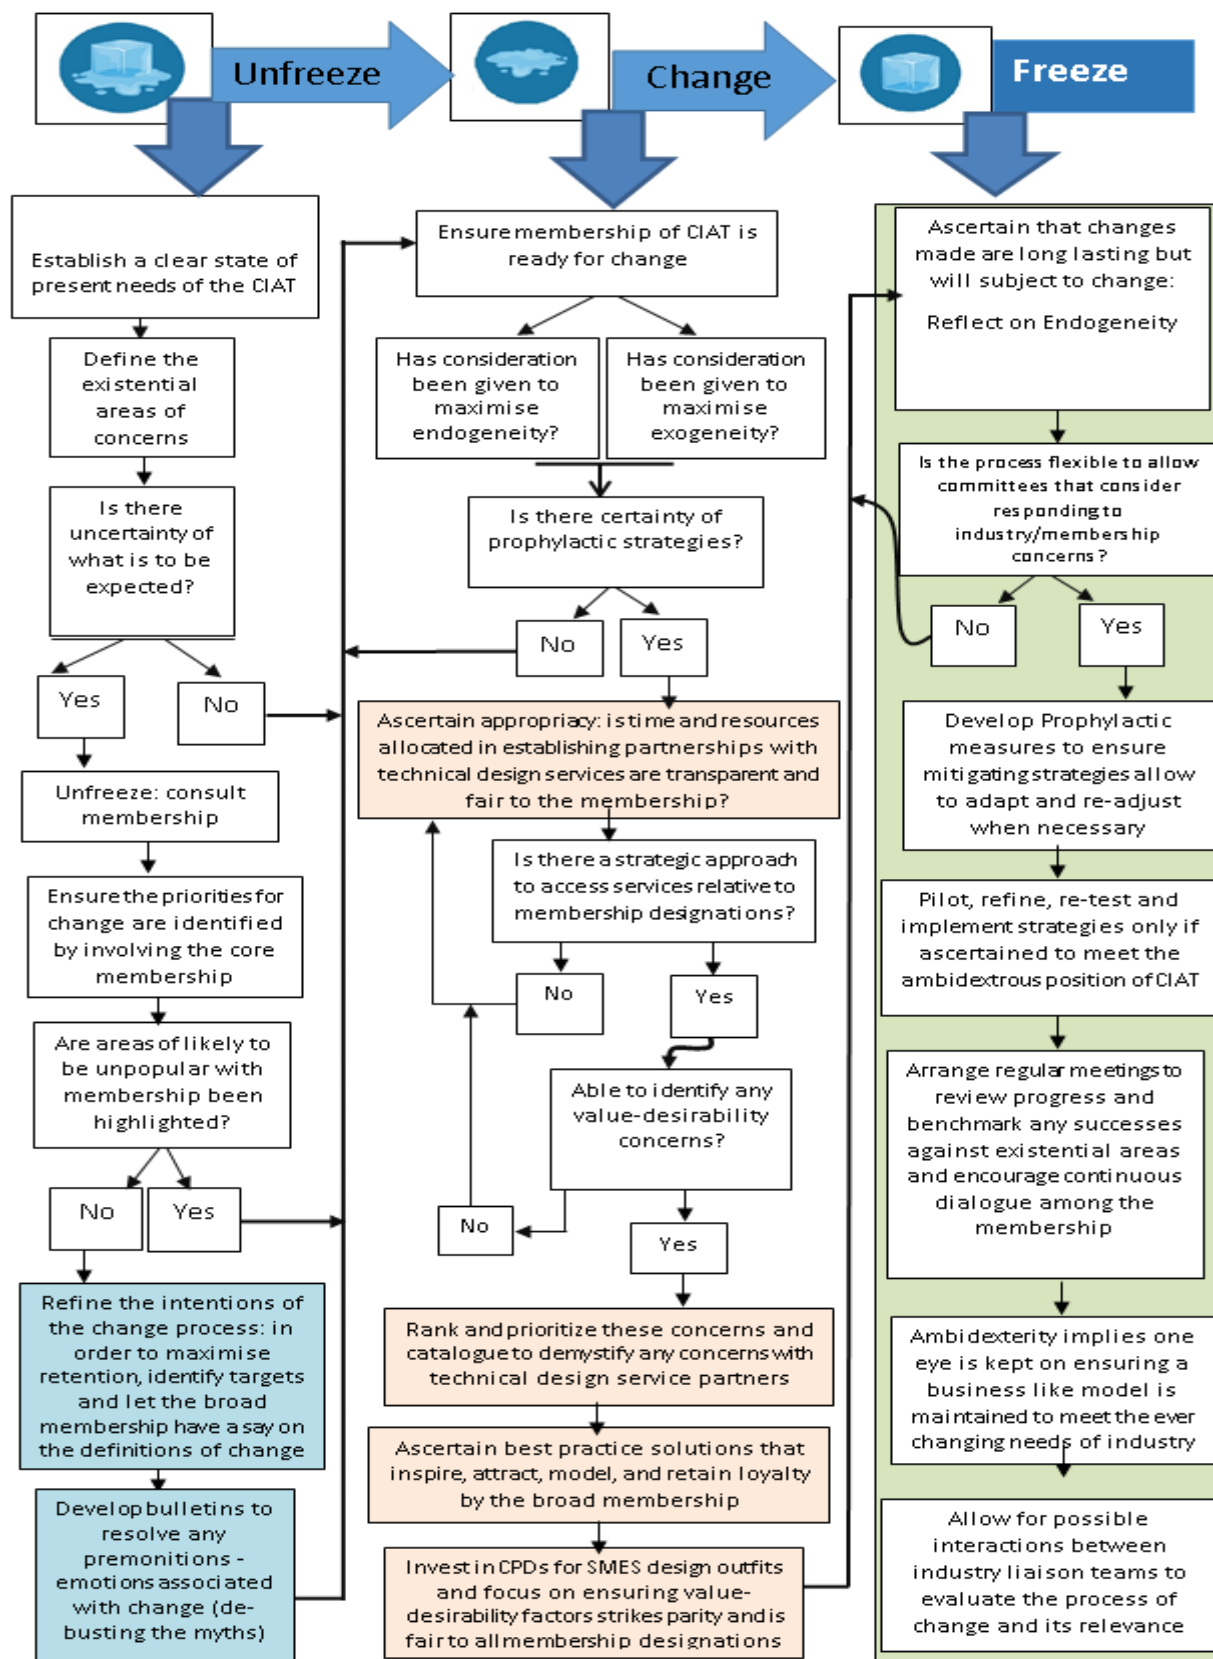 Unfreeze
Change
Freeze
Establish a clear state of
present needs of the CIAT
Define the
existential
areas of
concerns
Is there
uncertainty of
what is to be
expected?
Yes
No
Unfreeze: consult
membership
Ensure the priorities for
change are identified
by involving the core
membership
Are areas of likely to
be unpopular with
membership been
highlighted?
No
Yes
Refine the intentions of
the change process: in
order to maximise
retention, identify targets
and let the broad
membership have a say on
the definitions of change
Develop bulletins to
resolve any
premonitions -
emotions associated
with change (de-
busting the myths)
Ensure membership of CIAT is
ready for change
Has consideration
been given to
maximise
endogeneity?
Has consideration
been given to
maximise
exogeneity?
Is there certainty of
prophylactic strategies?
No
Yes
Ascertain appropriacy: is time and resources
allocated in establishing partnerships with
technical design services are transparent and
fair to the membership?
Is there a strategic approach
to access services relative to
membership designations?
No
Yes
Able to identify any
value-desirability
concerns?
No
Yes
Rank and prioritize these concerns and
catalogue to demystify any concerns with
technical design service partners
Ascertain best practice solutions that
inspire, attract, model, and retain loyalty
by the broad membership
Invest in CPDs for SMES design outfits
and focus on ensuring value-
desirability factors strikes parity and is
fair to all membership designations
Ascertain that changes
made are long lasting but
will subject to change:
Reflect on Endogeneity
Is the process flexible to allow
committees that consider
responding to
industry/membership
concerns?
No
Yes
Develop Prophylactic
measures to ensure
mitigating strategies allow
to adapt and re-adjust
when necessary
Pilot, refine, re-test and
implement strategies only if
ascertained to meet the
ambidextrous position of CIAT
Arrange regular meetings to
review progress and
benchmark any successes
against existential areas
and encourage continuous
dialogue among the
membership
Ambidexterity implies one
eye is kept on ensuring a
business like model is
maintained to meet the ever
changing needs of industry
Allow for possible
interactions between
industry liaison teams to
evaluate the process of
change and its relevance